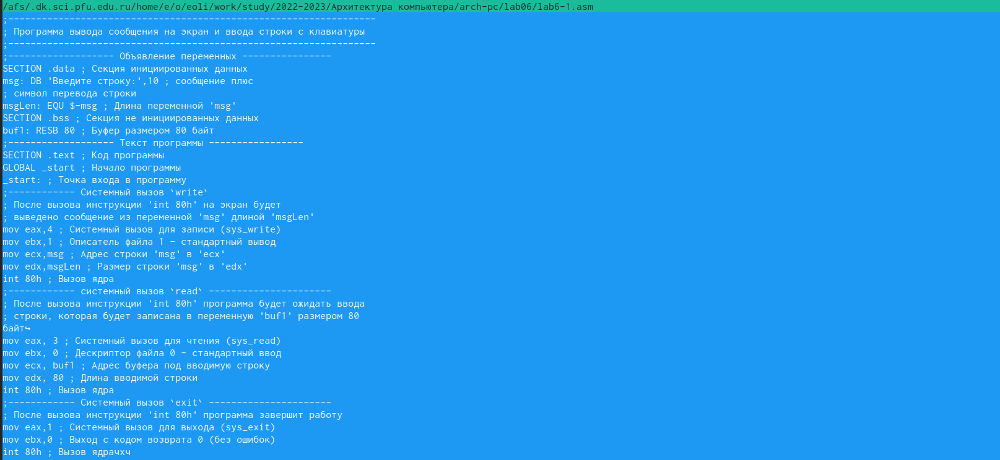 /afs/.dk.sci.pfu.edu.ru/home/e/o/eoli/work/study/2022-2023/Архитектура компьютера/arch-pc/lab06/lab6-1.asm
;------------------------------------------------------------------
; Программа вывода сообщения на экран и ввода строки с клавиатуры
;------------------------------------------------------------------
;------------------- Объявление переменных ----------------
SECTION .data ; Секция инициированных данных
msg: DB 'Введите строку:',10 ; сообщение плюс
; символ перевода строки
msgLen: EQU $-msg ; Длина переменной 'msg'
SECTION .bss ; Секция не инициированных данных
buf1: RESB 80 ; Буфер размером 80 байт
;------------------- Текст программы -----------------
SECTION .text ; Код программы
GLOBAL _start ; Начало программы
_start: ; Точка входа в программу
;------------ Системный вызов `write`
; После вызова инструкции 'int 80h' на экран будет
; выведено сообщение из переменной 'msg' длиной 'msgLen'
mov eax,4 ; Системный вызов для записи (sys_write)
mov ebx,1 ; Описатель файла 1 - стандартный вывод
mov ecx,msg ; Адрес строки 'msg' в 'ecx'
mov edx,msgLen ; Размер строки 'msg' в 'edx'
int 80h ; Вызов ядра
;------------ системный вызов `read` ----------------------
; После вызова инструкции 'int 80h' программа будет ожидать ввода
; строки, которая будет записана в переменную 'buf1' размером 80
байт↪
mov eax, 3 ; Системный вызов для чтения (sys_read)
mov ebx, 0 ; Дескриптор файла 0 - стандартный ввод
mov ecx, buf1 ; Адрес буфера под вводимую строку
mov edx, 80 ; Длина вводимой строки
int 80h ; Вызов ядра
;------------ Системный вызов `exit` ----------------------
; После вызова инструкции 'int 80h' программа завершит работу
mov eax,1 ; Системный вызов для выхода (sys_exit)
mov ebx,0 ; Выход с кодом возврата 0 (без ошибок)
int 80h ; Вызов ядрачхч